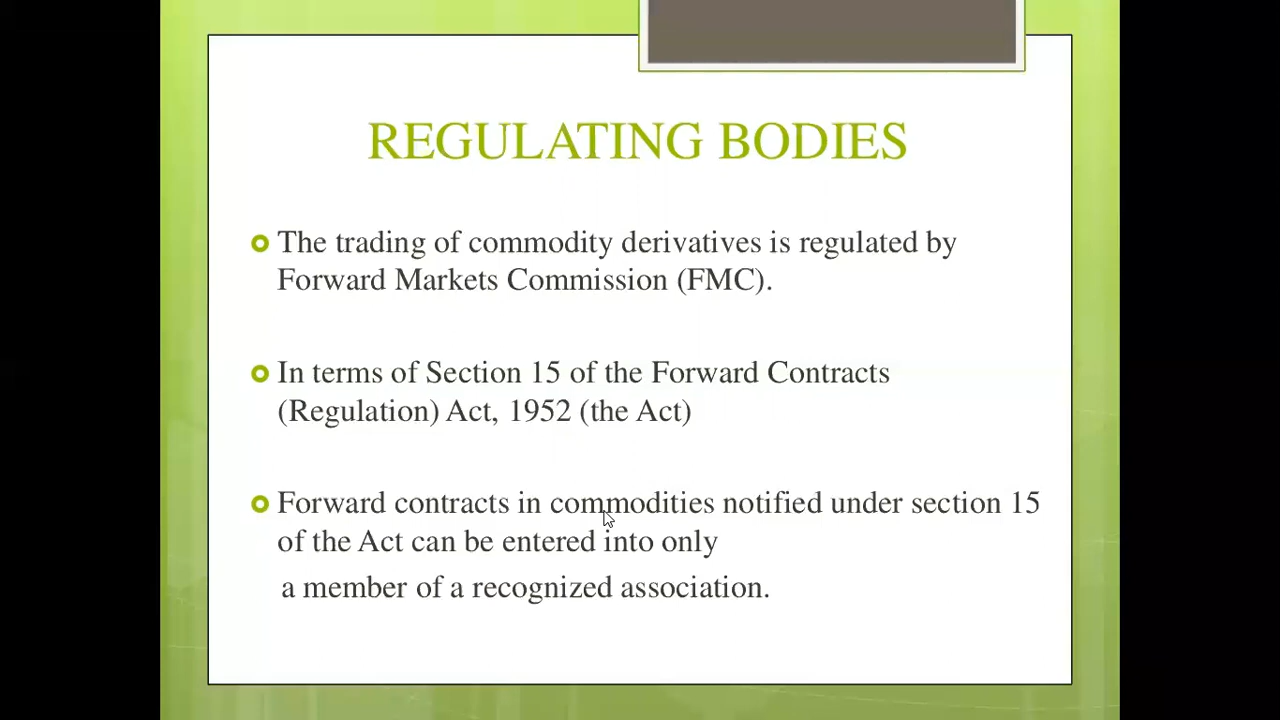 REGULATING BODIES
The trading of commodity derivatives is regulated by
Forward Markets Commission (FMC).
In terms of Section 15 of the Forward Contracts
(Regulation) Act, 1952 (the Act)
Forward contracts in commodities notified under section 15
of the Act can be entered into only
a member of a recognized association.